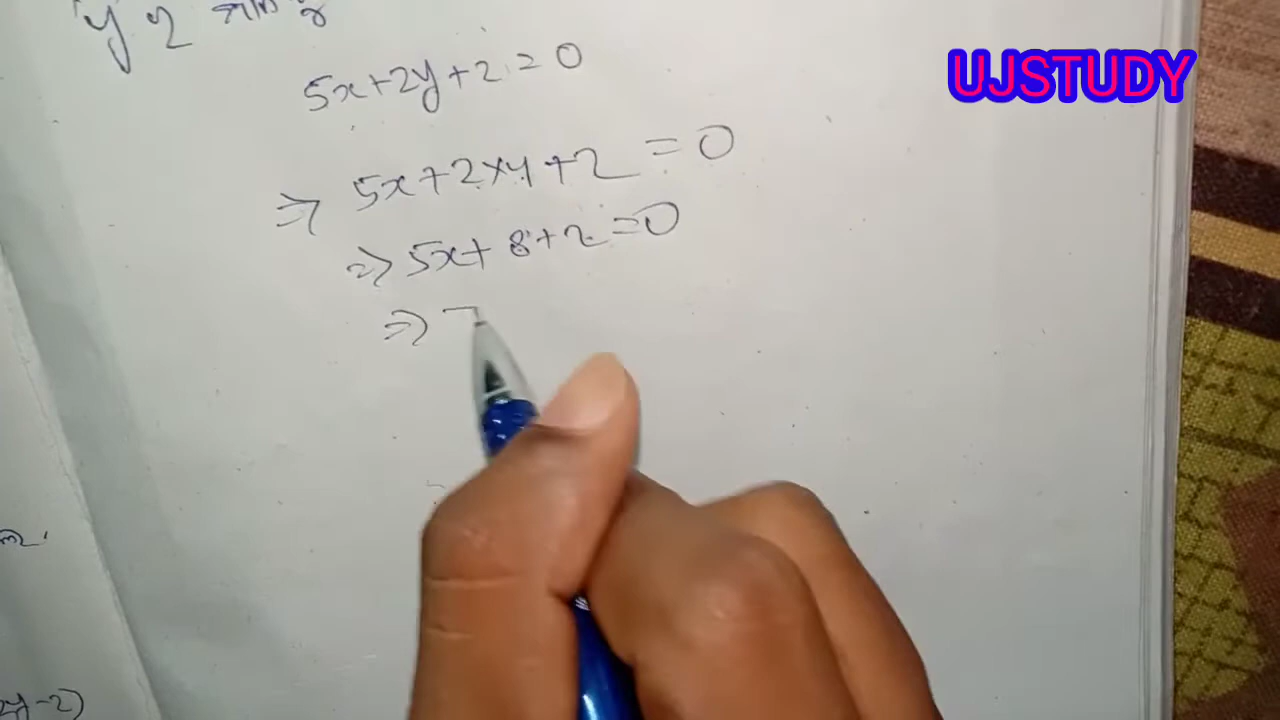 UJSTUDY
5x+2y+2=0
⇒ 5x+2×4+2=0
⇒ 5x+8+2=0
⇒